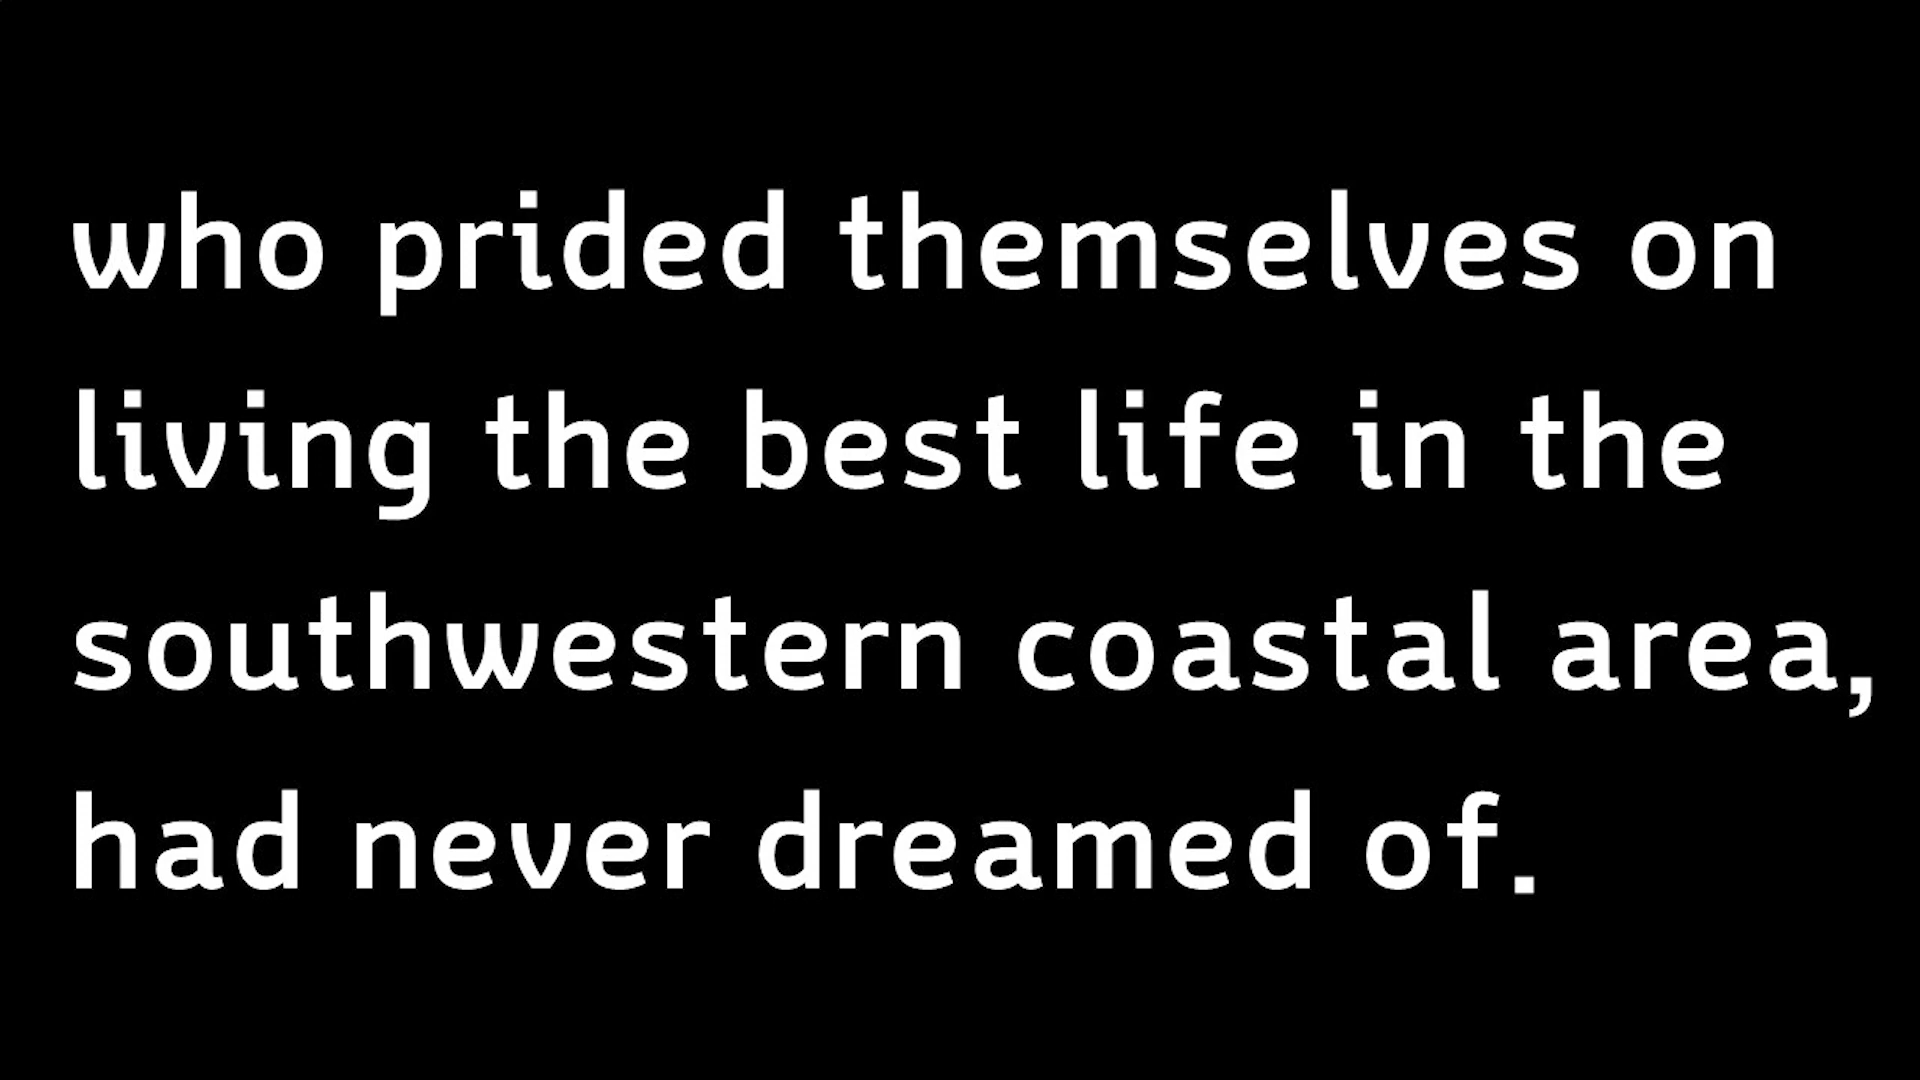 who prided themselves on
living the best life in the
southwestern coastal area,
had never dreamed of.